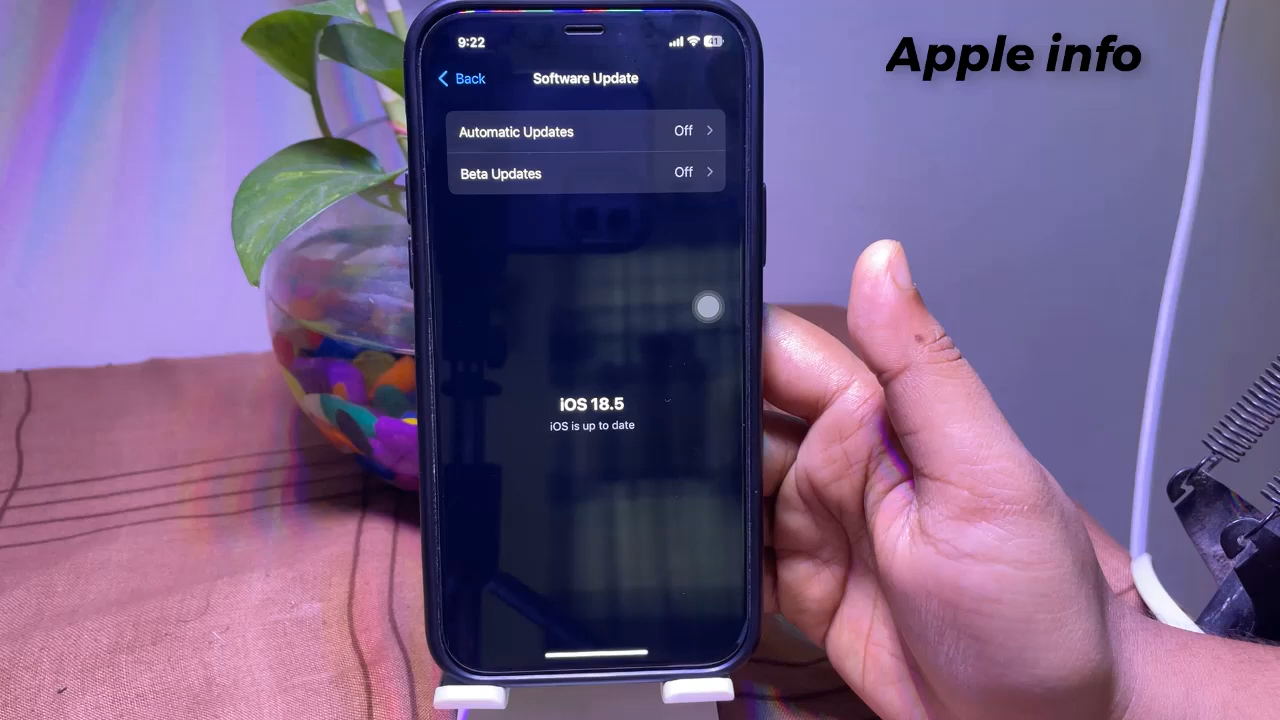 Apple info
9:22
41
Back
Software Update
Automatic Updates Off
Beta Updates Off
iOS 18.5
iOS is up to date